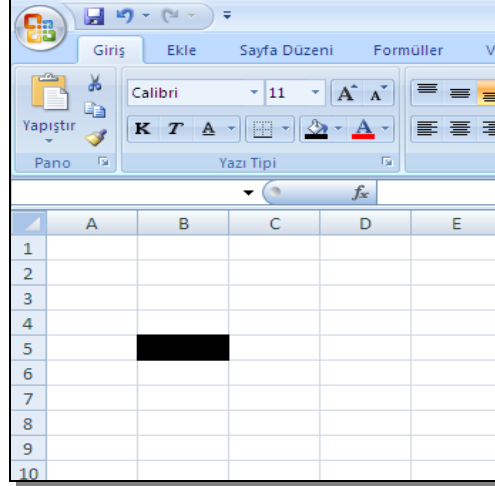 Giriş Ekle Sayfa Düzeni Formüller V
Calibri 11 A A
Yapıştır
K T A A
Pano Yazı Tipi
fx
A B C D E
1
2
3
4
5
6
7
8
9
10